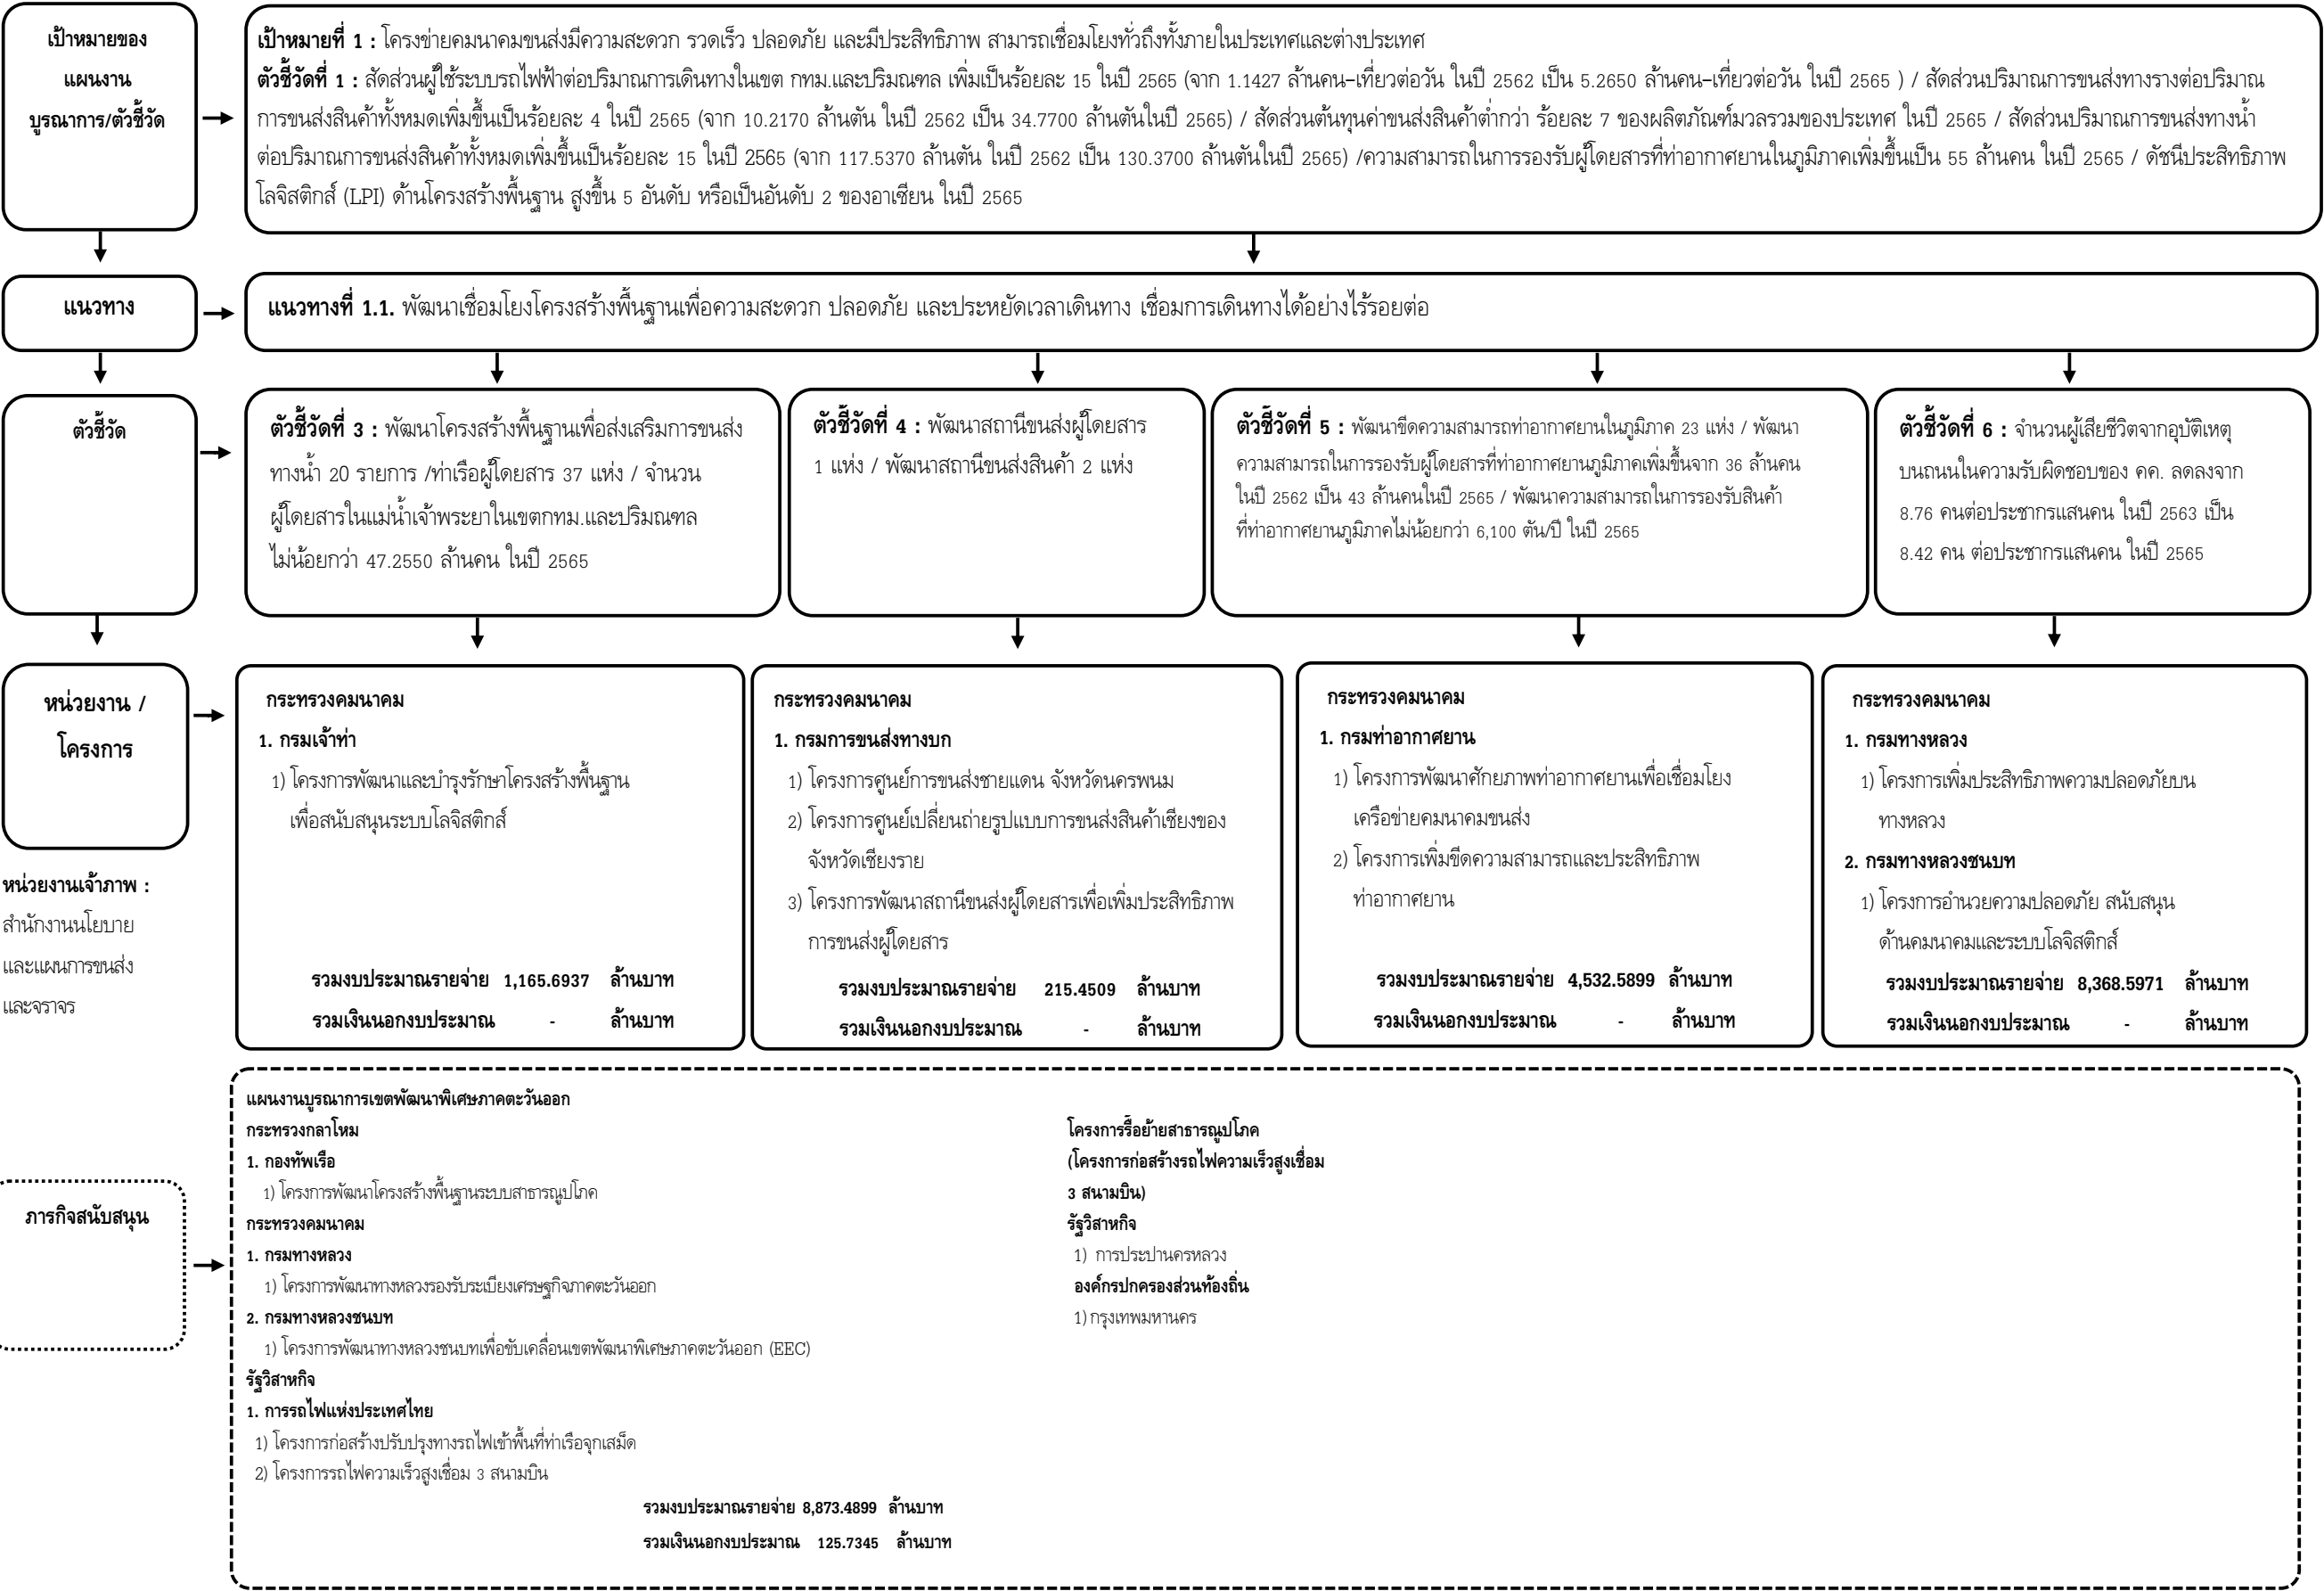 เป้าหมายของ
แผนงาน
บูรณาการ/ตัวชี้วัด
เป้าหมายที่ 1 : โครงข่ายคมนาคมขนส่งมีความสะดวก รวดเร็ว ปลอดภัย และมีประสิทธิภาพ สามารถเชื่อมโยงทั่วถึงทั้งภายในประเทศและต่างประเทศ
ตัวชี้วัดที่ 1 : สัดส่วนผู้ใช้ระบบรถไฟฟ้าต่อปริมาณการเดินทางในเขต กทม.และปริมณฑล เพิ่มเป็นร้อยละ 15 ในปี 2565 (จาก 1.1427 ล้านคน–เที่ยวต่อวัน ในปี 2562 เป็น 5.2650 ล้านคน–เที่ยวต่อวัน ในปี 2565 ) / สัดส่วนปริมาณการขนส่งทางรางต่อปริมาณ
การขนส่งสินค้าทั้งหมดเพิ่มขึ้นเป็นร้อยละ 4 ในปี 2565 (จาก 10.2170 ล้านตัน ในปี 2562 เป็น 34.7700 ล้านตันในปี 2565) / สัดส่วนต้นทุนค่าขนส่งสินค้าต่ำกว่า ร้อยละ 7 ของผลิตภัณฑ์มวลรวมของประเทศ ในปี 2565 / สัดส่วนปริมาณการขนส่งทางน้ำ
ต่อปริมาณการขนส่งสินค้าทั้งหมดเพิ่มขึ้นเป็นร้อยละ 15 ในปี 2565 (จาก 117.5370 ล้านตัน ในปี 2562 เป็น 130.3700 ล้านตันในปี 2565) /ความสามารถในการรองรับผู้โดยสารที่ท่าอากาศยานในภูมิภาคเพิ่มขึ้นเป็น 55 ล้านคน ในปี 2565 / ดัชนีประสิทธิภาพ
โลจิสติกส์ (LPI) ด้านโครงสร้างพื้นฐาน สูงขึ้น 5 อันดับ หรือเป็นอันดับ 2 ของอาเซียน ในปี 2565
แนวทาง
แนวทางที่ 1.1. พัฒนาเชื่อมโยงโครงสร้างพื้นฐานเพื่อความสะดวก ปลอดภัย และประหยัดเวลาเดินทาง เชื่อมการเดินทางได้อย่างไร้รอยต่อ
ตัวชี้วัด
ตัวชี้วัดที่ 3 : พัฒนาโครงสร้างพื้นฐานเพื่อส่งเสริมการขนส่ง
ทางน้ำ 20 รายการ /ท่าเรือผู้โดยสาร 37 แห่ง / จำนวน
ผู้โดยสารในแม่น้ำเจ้าพระยาในเขตกทม.และปริมณฑล
ไม่น้อยกว่า 47.2550 ล้านคน ในปี 2565
ตัวชี้วัดที่ 4 : พัฒนาสถานีขนส่งผู้โดยสาร
1 แห่ง / พัฒนาสถานีขนส่งสินค้า 2 แห่ง
ตัวชี้วัดที่ 5 : พัฒนาขีดความสามารถท่าอากาศยานในภูมิภาค 23 แห่ง / พัฒนา
ความสามารถในการรองรับผู้โดยสารที่ท่าอากาศยานภูมิภาคเพิ่มขึ้นจาก 36 ล้านคน
ในปี 2562 เป็น 43 ล้านคนในปี 2565 / พัฒนาความสามารถในการรองรับสินค้า
ที่ท่าอากาศยานภูมิภาคไม่น้อยกว่า 6,100 ตัน/ปี ในปี 2565
ตัวชี้วัดที่ 6 : จำนวนผู้เสียชีวิตจากอุบัติเหตุ
บนถนนในความรับผิดชอบของ คค. ลดลงจาก
8.76 คนต่อประชากรแสนคน ในปี 2563 เป็น
8.42 คน ต่อประชากรแสนคน ในปี 2565
หน่วยงาน /
โครงการ
หน่วยงานเจ้าภาพ :
สำนักงานนโยบาย
และแผนการขนส่ง
และจราจร
กระทรวงคมนาคม
1. กรมเจ้าท่า
1) โครงการพัฒนาและบำรุงรักษาโครงสร้างพื้นฐาน
เพื่อสนับสนุนระบบโลจิสติกส์
รวมงบประมาณรายจ่าย 1,165.6937 ล้านบาท
รวมเงินนอกงบประมาณ - ล้านบาท
กระทรวงคมนาคม
1. กรมการขนส่งทางบก
1) โครงการศูนย์การขนส่งชายแดน จังหวัดนครพนม
2) โครงการศูนย์เปลี่ยนถ่ายรูปแบบการขนส่งสินค้าเชียงของ
จังหวัดเชียงราย
3) โครงการพัฒนาสถานีขนส่งผู้โดยสารเพื่อเพิ่มประสิทธิภาพ
การขนส่งผู้โดยสาร
รวมงบประมาณรายจ่าย 215.4509 ล้านบาท
รวมเงินนอกงบประมาณ - ล้านบาท
กระทรวงคมนาคม
1. กรมท่าอากาศยาน
1) โครงการพัฒนาศักยภาพท่าอากาศยานเพื่อเชื่อมโยง
เครือข่ายคมนาคมขนส่ง
2) โครงการเพิ่มขีดความสามารถและประสิทธิภาพ
ท่าอากาศยาน
รวมงบประมาณรายจ่าย 4,532.5899 ล้านบาท
รวมเงินนอกงบประมาณ - ล้านบาท
กระทรวงคมนาคม
1. กรมทางหลวง
1) โครงการเพิ่มประสิทธิภาพความปลอดภัยบน
ทางหลวง
2. กรมทางหลวงชนบท
1) โครงการอำนวยความปลอดภัย สนับสนุน
ด้านคมนาคมและระบบโลจิสติกส์
รวมงบประมาณรายจ่าย 8,368.5971 ล้านบาท
รวมเงินนอกงบประมาณ - ล้านบาท
ภารกิจสนับสนุน
แผนงานบูรณาการเขตพัฒนาพิเศษภาคตะวันออก
กระทรวงกลาโหม
1. กองทัพเรือ
1) โครงการพัฒนาโครงสร้างพื้นฐานระบบสาธารณูปโภค
กระทรวงคมนาคม
1. กรมทางหลวง
1) โครงการพัฒนาทางหลวงรองรับระเบียงเศรษฐกิจภาคตะวันออก
2. กรมทางหลวงชนบท
1) โครงการพัฒนาทางหลวงชนบทเพื่อขับเคลื่อนเขตพัฒนาพิเศษภาคตะวันออก (EEC)
รัฐวิสาหกิจ
1. การรถไฟแห่งประเทศไทย
1) โครงการก่อสร้างปรับปรุงทางรถไฟเข้าพื้นที่ท่าเรือจุกเสม็ด
2) โครงการรถไฟความเร็วสูงเชื่อม 3 สนามบิน
โครงการรื้อย้ายสาธารณูปโภค
(โครงการก่อสร้างรถไฟความเร็วสูงเชื่อม
3 สนามบิน)
รัฐวิสาหกิจ
1) การประปานครหลวง
องค์กรปกครองส่วนท้องถิ่น
1) กรุงเทพมหานคร
รวมงบประมาณรายจ่าย 8,873.4899 ล้านบาท
รวมเงินนอกงบประมาณ 125.7345 ล้านบาท